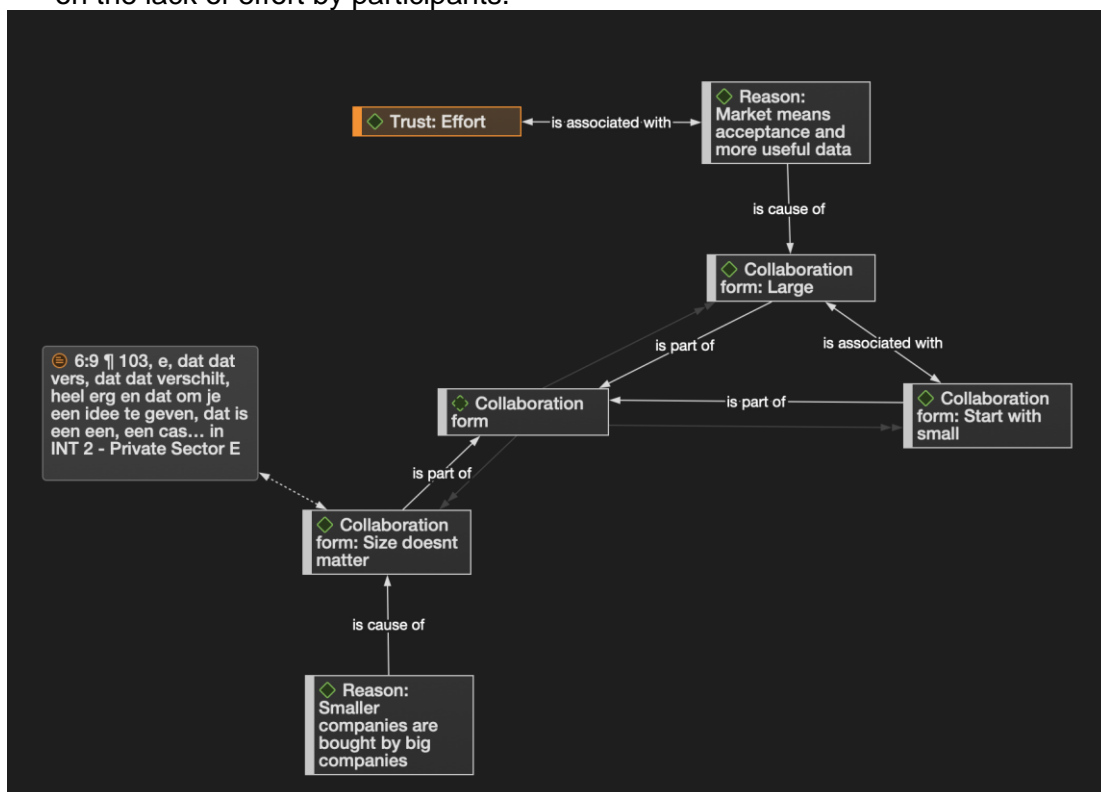 on the lack of effort by participants.
Trust: Effort
is associated with
Reason:
Market means
acceptance and
more useful data
is cause of
Collaboration
form: Large
is part of
is associated with
6:9 ¶ 103, e, dat dat
vers, dat dat verschilt,
heel erg en dat om je
een idee te geven, dat is
een een, een cas... in
INT 2 - Private Sector E
Collaboration
form
is part of
Collaboration
form: Start with
small
is part of
Collaboration
form: Size doesnt
matter
is cause of
Reason:
Smaller
companies are
bought by big
companies